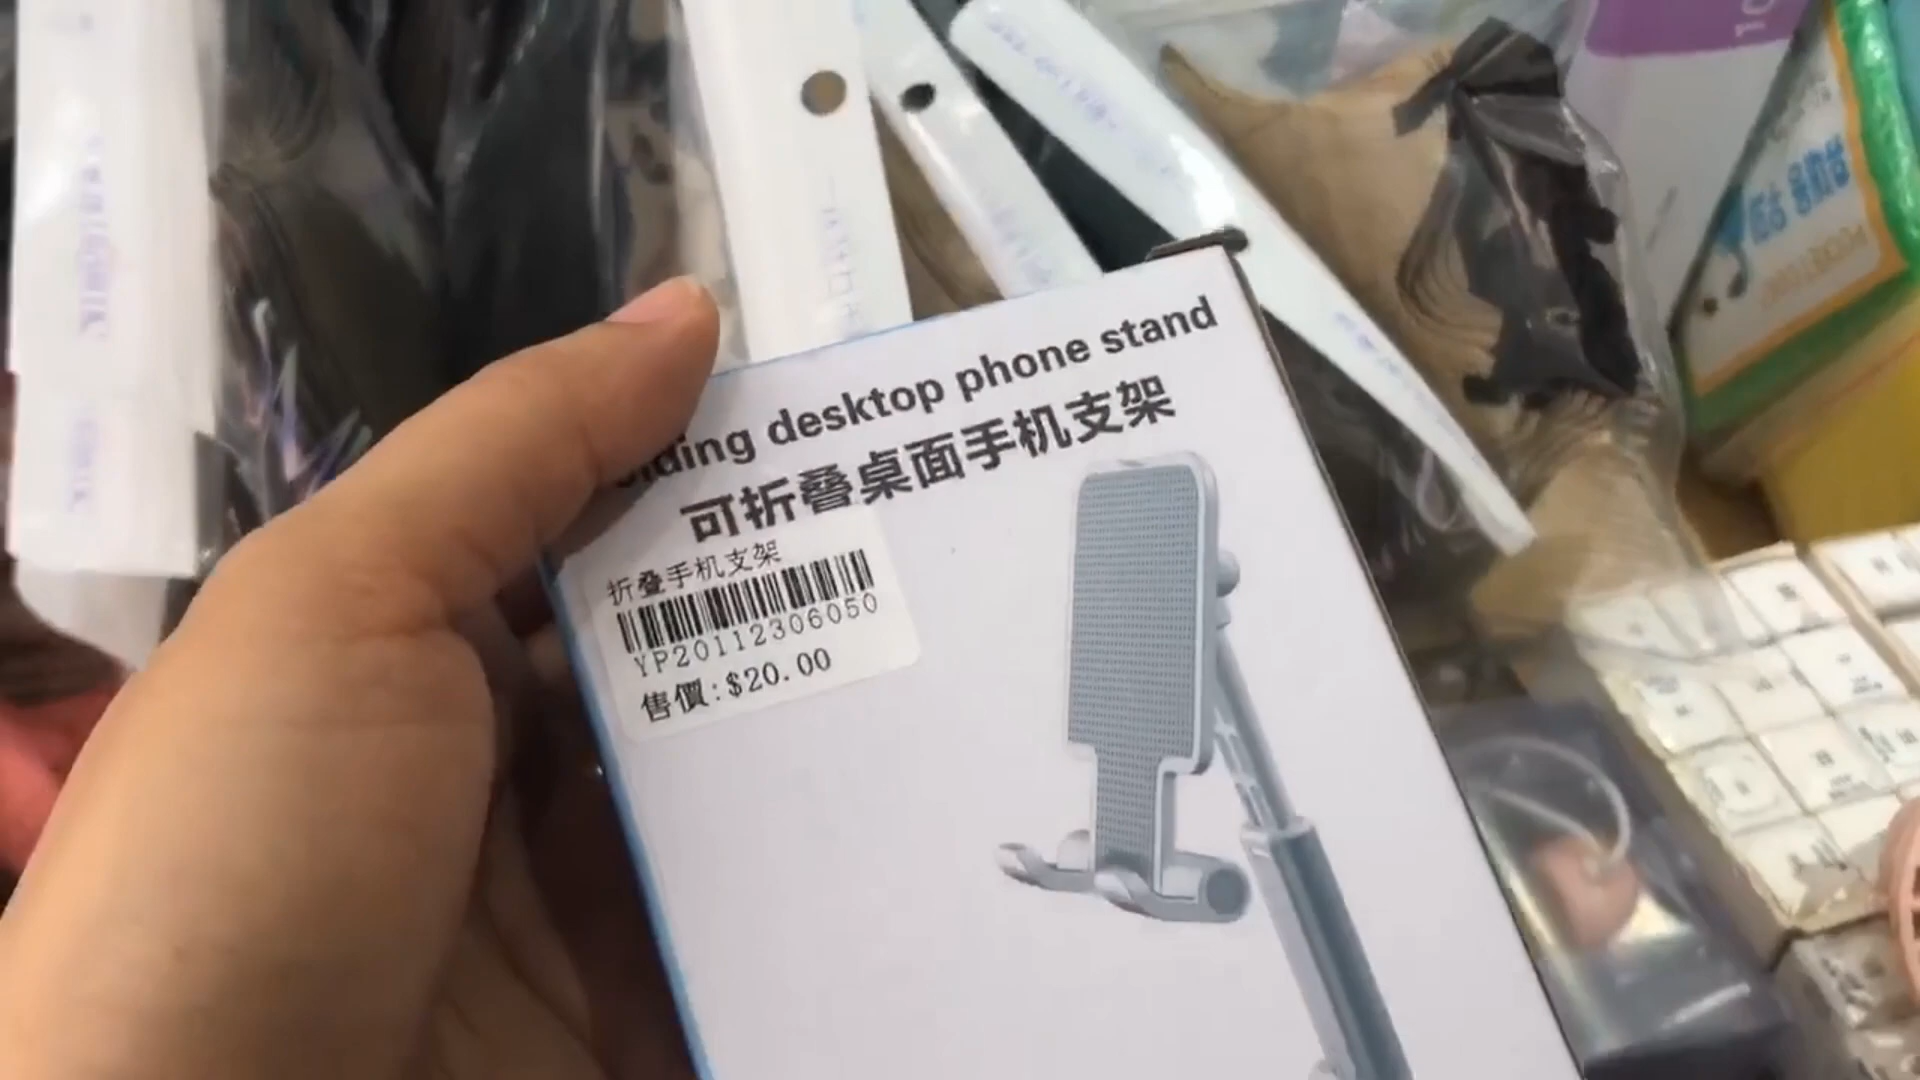 lding desktop phone stand
可折叠桌面手机支架
折叠手机支架
YP20112306050
售價:$20.00